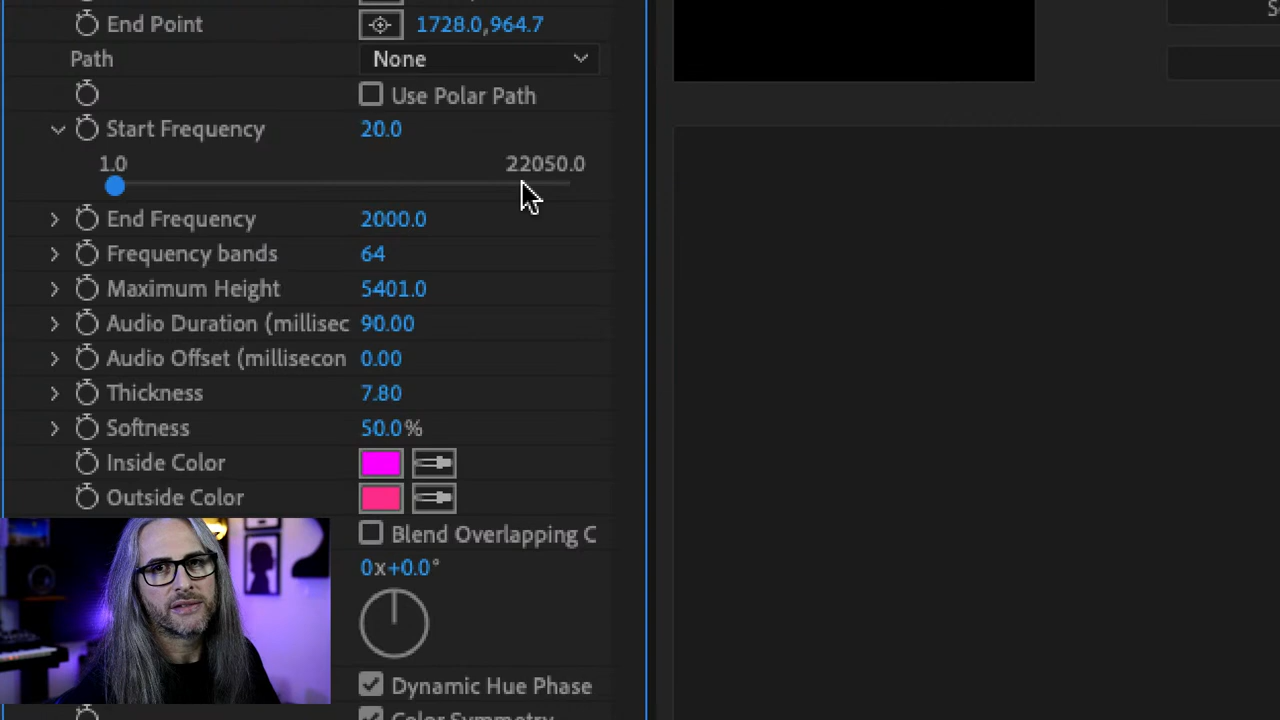 End Point 1728.0,964.7
Path None
Use Polar Path
Start Frequency 20.0
1.0 22050.0
End Frequency 2000.0
Frequency bands 64
Maximum Height 5401.0
Audio Duration (millisec 90.00
Audio Offset (millisecon 0.00
Thickness 7.80
Softness 50.0%
Inside Color
Outside Color
Blend Overlapping C
0x+0.0°
Dynamic Hue Phase
Color Symmetry